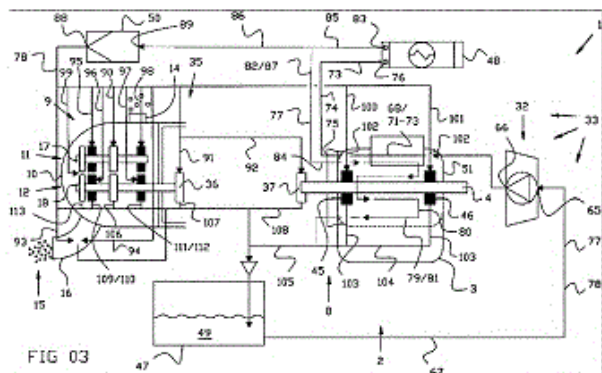 88 50 89 86 85 83 1
78 95 90 97 98 76 48
99 96 14 35 82/87 73
9 77 74 100 68/ 101 32
75 102 71-73 102 33
17 91 92 84 51 66
11
10 36 37 4
12 65
18 107 46
113 106 108 80 77
93 94 111/112 45 79/81 103 78
109/110 105 103 104 3
15 16 8
49 2
FIG 03 47 67